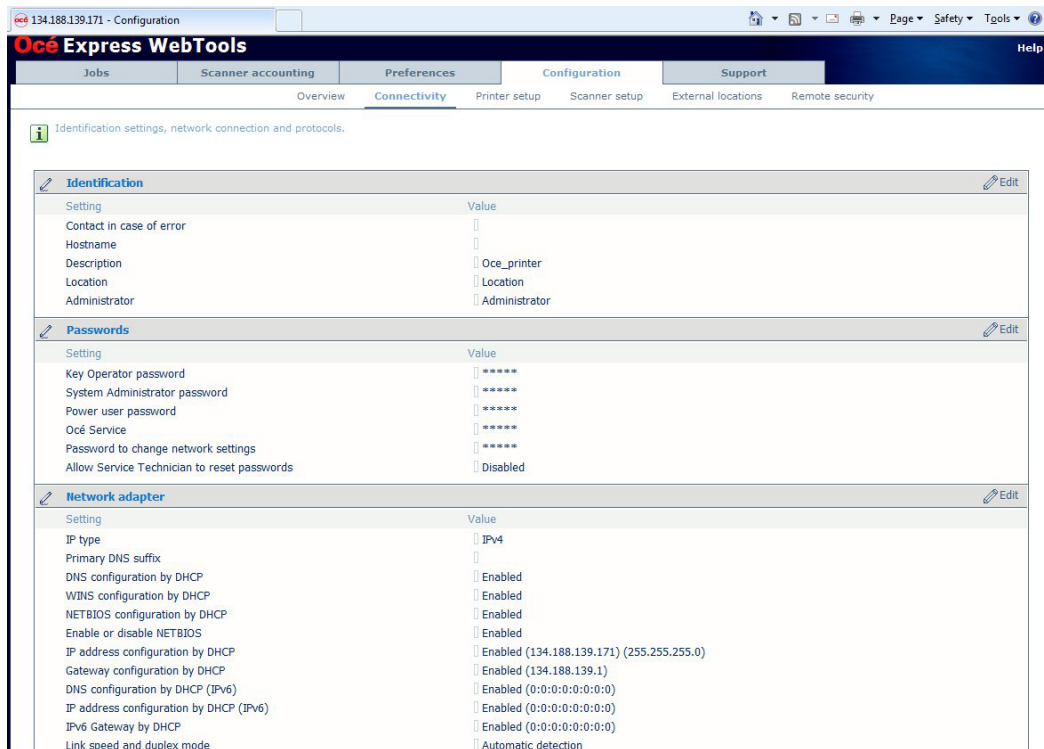 océ 134.188.139.171 - Configuration
Page Safety Tools
Océ Express WebTools
Help
Jobs Scanner accounting Preferences Configuration Support
Overview Connectivity Printer setup Scanner setup External locations Remote security
i Identification settings, network connection and protocols.
Identification Edit
Setting Value
Contact in case of error
Hostname
Description Oce_printer
Location Location
Administrator Administrator
Passwords Edit
Setting Value
Key Operator password *****
System Administrator password *****
Power user password *****
Océ Service *****
Password to change network settings *****
Allow Service Technician to reset passwords Disabled
Network adapter Edit
Setting Value
IP type IPv4
Primary DNS suffix
DNS configuration by DHCP Enabled
WINS configuration by DHCP Enabled
NETBIOS configuration by DHCP Enabled
Enable or disable NETBIOS Enabled
IP address configuration by DHCP Enabled (134.188.139.171) (255.255.255.0)
Gateway configuration by DHCP Enabled (134.188.139.1)
DNS configuration by DHCP (IPv6) Enabled (0:0:0:0:0:0:0:0)
IP address configuration by DHCP (IPv6) Enabled (0:0:0:0:0:0:0:0)
IPv6 Gateway by DHCP Enabled (0:0:0:0:0:0:0:0)
Link speed and duplex mode Automatic detection